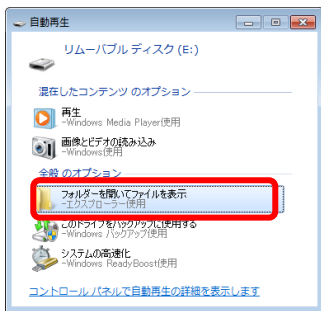 自動再生
リムーバブル ディスク (E:)
混在したコンテンツ のオプション
再生
-Windows Media Player使用
画像とビデオの読み込み
-Windows使用
全般 のオプション
フォルダーを開いてファイルを表示
-エクスプローラー使用
このドライブをバックアップに使用する
-Windows バックアップ使用
システムの高速化
-Windows ReadyBoost使用
コントロール パネルで自動再生の詳細を表示します